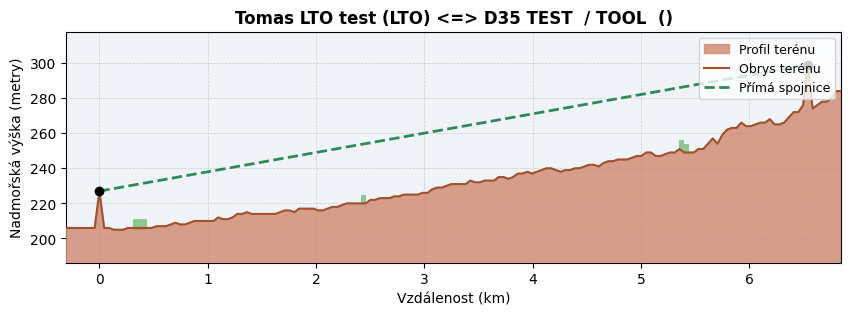 Tomas LTO test (LTO) <=> D35 TEST  / TOOL  ()
Nadmořská výška (metry)
300
280
260
240
220
200
Profil terénu
Obrys terénu
Přímá spojnice
0
1
2
3
4
5
6
Vzdálenost (km)